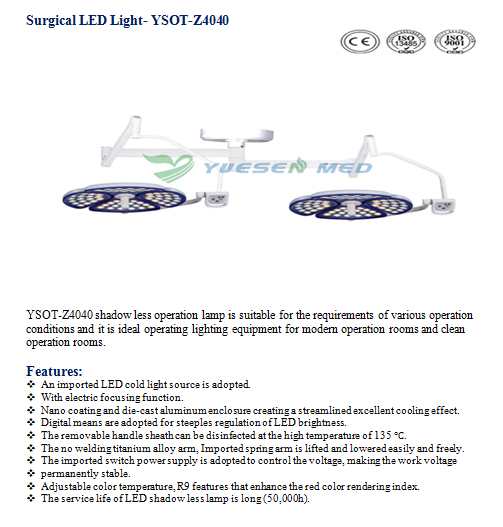 Surgical LED Light- YSOT-Z4040
CE ISO 13485 ISO 9001
YUESEN MED
YSOT-Z4040 shadow less operation lamp is suitable for the requirements of various operation
conditions and it is ideal operating lighting equipment for modern operation rooms and clean
operation rooms.
Features:
❖ An imported LED cold light source is adopted.
❖ With electric focusing function.
❖ Nano coating and die-cast aluminum enclosure creating a streamlined excellent cooling effect.
❖ Digital means are adopted for steeples regulation of LED brightness.
❖ The removable handle sheath can be disinfected at the high temperature of 135 ℃.
❖ The no welding titanium alloy arm, Imported spring arm is lifted and lowered easily and freely.
❖ The imported switch power supply is adopted to control the voltage, making the work voltage
❖ permanently stable.
❖ Adjustable color temperature, R9 features that enhance the red color rendering index.
❖ The service life of LED shadow less lamp is long (50,000h).